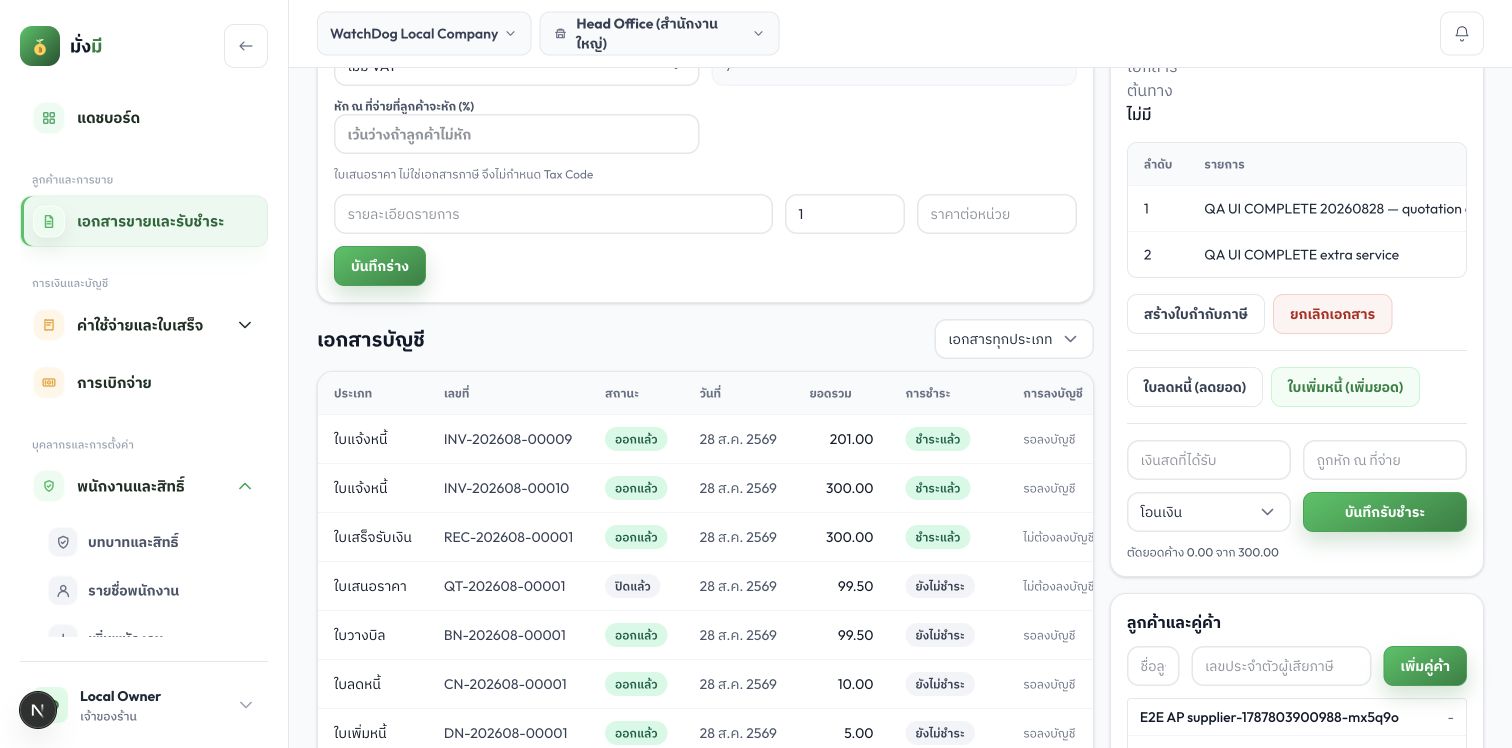 มั่งมี
แดชบอร์ด
ลูกค้าและการขาย
เอกสารขายและรับชำระ
การเงินและบัญชี
ค่าใช้จ่ายและใบเสร็จ
การเบิกจ่าย
บุคลากรและการตั้งค่า
พนักงานและสิทธิ์
บทบาทและสิทธิ์
รายชื่อพนักงาน
N
Local Owner
เจ้าของร้าน
WatchDog Local Company
Head Office (สำนักงาน
ใหญ่)
ไม่มี VAT
หัก ณ ที่จ่ายที่ลูกค้าจะหัก (%)
เว้นว่างถ้าลูกค้าไม่หัก
ใบเสนอราคา ไม่ใช่เอกสารภาษี จึงไม่กำหนด Tax Code
รายละเอียดรายการ 1 ราคาต่อหน่วย
บันทึกร่าง
เอกสารบัญชี เอกสารทุกประเภท
ประเภท เลขที่ สถานะ วันที่ ยอดรวม การชำระ การลงบัญชี
ใบแจ้งหนี้ INV-202608-00009 ออกแล้ว 28 ส.ค. 2569 201.00 ชำระแล้ว รอลงบัญชี
ใบแจ้งหนี้ INV-202608-00010 ออกแล้ว 28 ส.ค. 2569 300.00 ชำระแล้ว รอลงบัญชี
ใบเสร็จรับเงิน REC-202608-00001 ออกแล้ว 28 ส.ค. 2569 300.00 ชำระแล้ว ไม่ต้องลงบัญชี
ใบเสนอราคา QT-202608-00001 ปิดแล้ว 28 ส.ค. 2569 99.50 ยังไม่ชำระ ไม่ต้องลงบัญชี
ใบวางบิล BN-202608-00001 ออกแล้ว 28 ส.ค. 2569 99.50 ยังไม่ชำระ รอลงบัญชี
ใบลดหนี้ CN-202608-00001 ออกแล้ว 28 ส.ค. 2569 10.00 ยังไม่ชำระ รอลงบัญชี
ใบเพิ่มหนี้ DN-202608-00001 ออกแล้ว 28 ส.ค. 2569 5.00 ยังไม่ชำระ รอลงบัญชี
เอกสาร
ต้นทาง
ไม่มี
ลำดับ รายการ
1 QA UI COMPLETE 20260828 — quotation
2 QA UI COMPLETE extra service
สร้างใบกำกับภาษี ยกเลิกเอกสาร
ใบลดหนี้ (ลดยอด) ใบเพิ่มหนี้ (เพิ่มยอด)
เงินสดที่ได้รับ ถูกหัก ณ ที่จ่าย
โอนเงิน บันทึกรับชำระ
ตัดยอดค้าง 0.00 จาก 300.00
ลูกค้าและคู่ค้า
ชื่อลู เลขประจำตัวผู้เสียภาษี เพิ่มคู่ค้า
E2E AP supplier-1787803900988-mx5q9o -